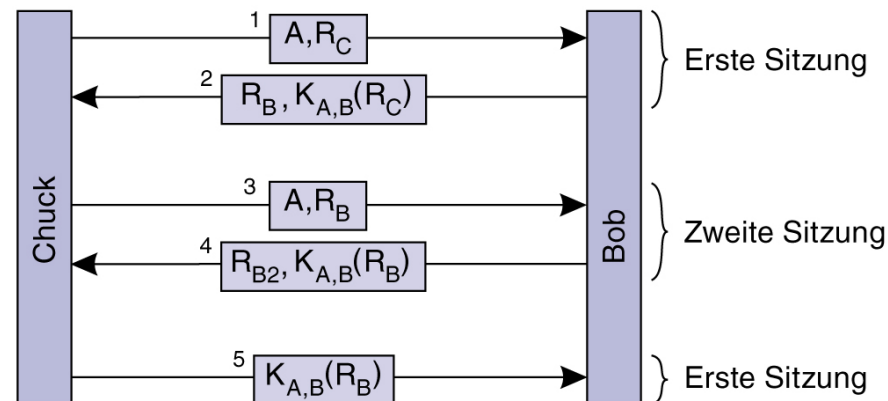 1 A,R_C
Erste Sitzung
2 R_B, K_A,B(R_C)
Chuck
Bob
3 A,R_B
Zweite Sitzung
4 R_B2, K_A,B(R_B)
5 K_A,B(R_B)
Erste Sitzung